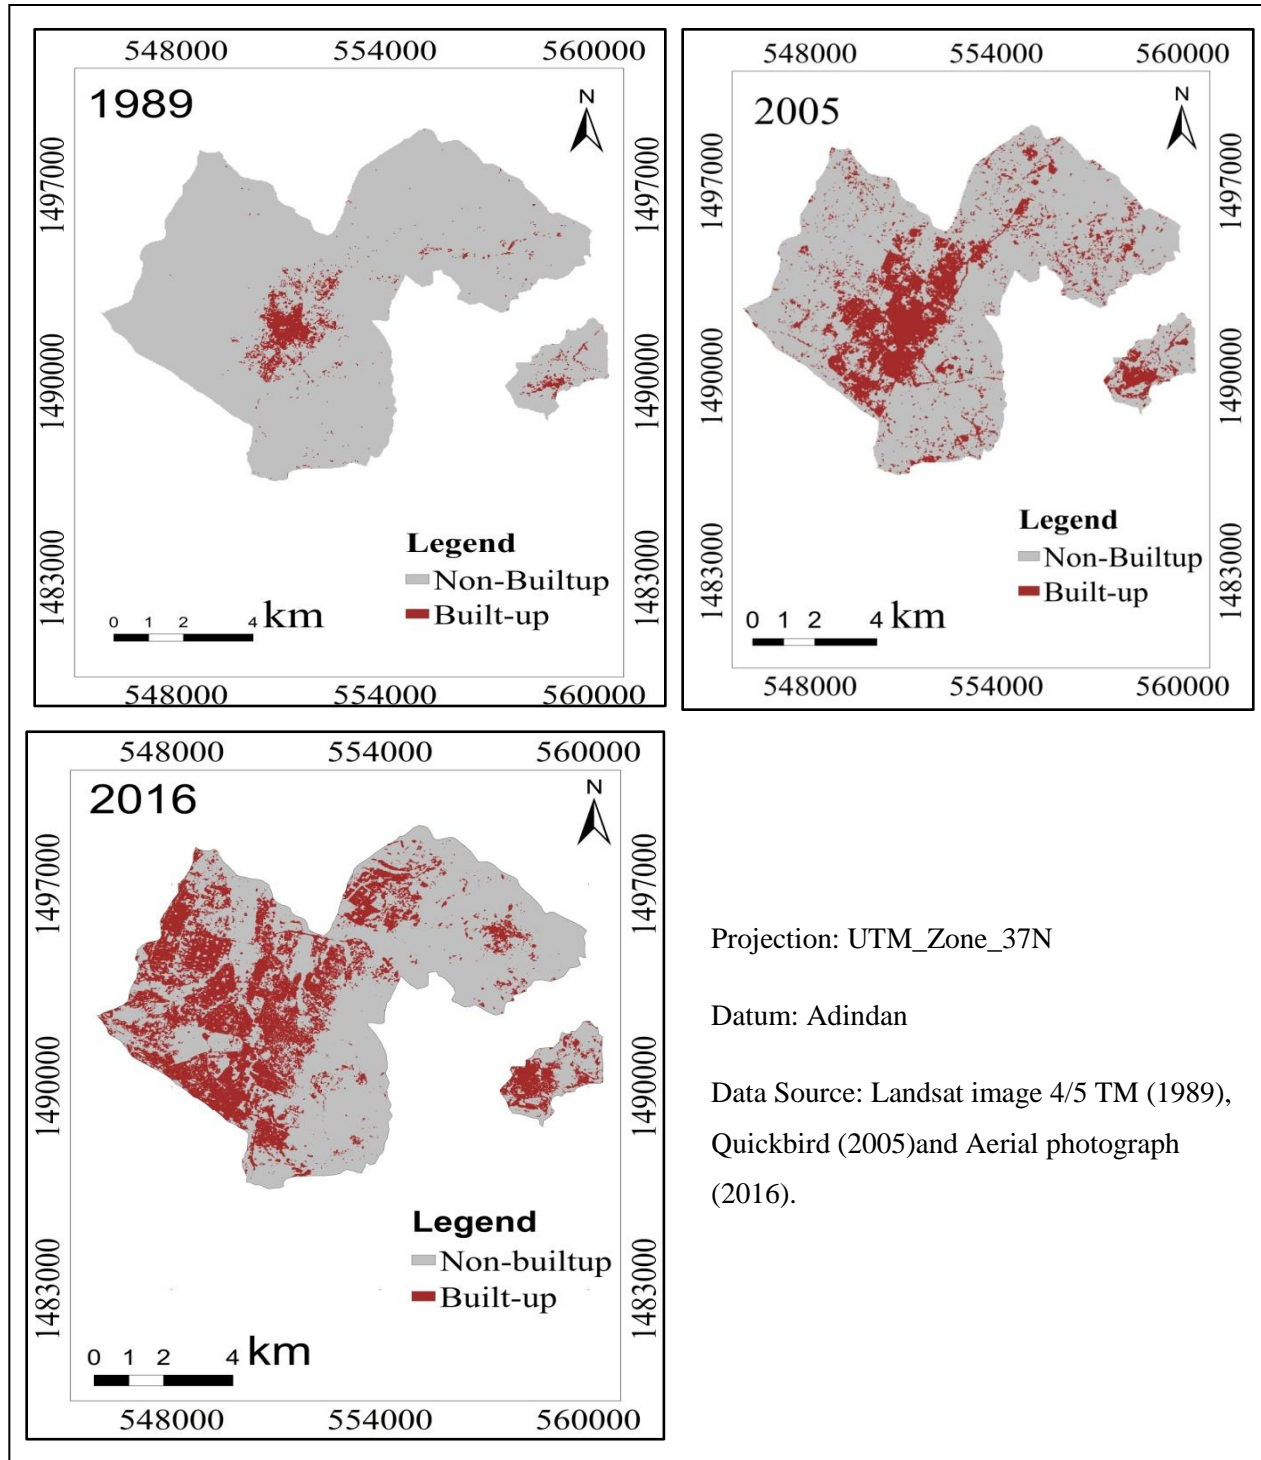 548000 554000 560000
1989
N
1497000
1497000
1490000
1490000
1483000
1483000
Legend
Non-Builtup
Built-up
0 1 2 4 km
548000 554000 560000
548000 554000 560000
2005
N
1497000
1497000
1490000
1490000
1483000
1483000
Legend
Non-Builtup
Built-up
0 1 2 4 km
548000 554000 560000
548000 554000 560000
2016
N
1497000
1497000
1490000
1490000
1483000
1483000
Legend
Non-builtup
Built-up
0 1 2 4 km
548000 554000 560000
Projection: UTM_Zone_37N
Datum: Adindan
Data Source: Landsat image 4/5 TM (1989),
Quickbird (2005)and Aerial photograph
(2016).